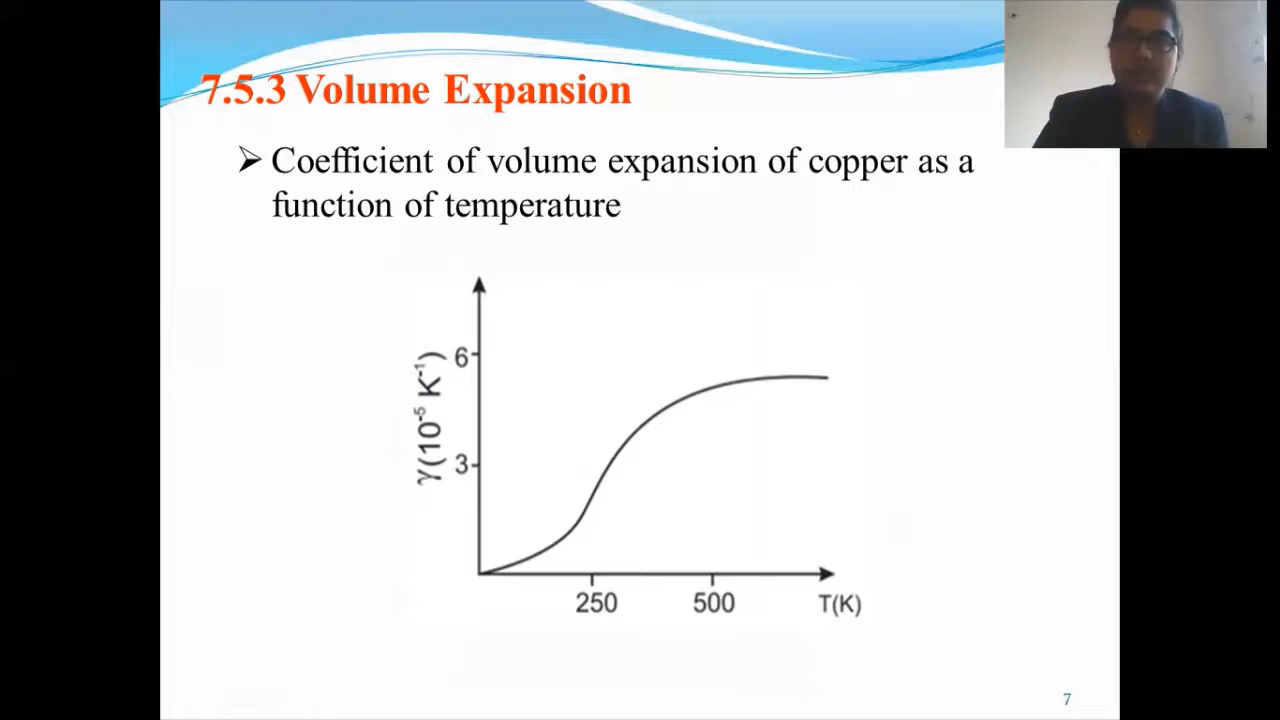 7.5.3 Volume Expansion
➢ Coefficient of volume expansion of copper as a
function of temperature
γ(10⁻⁵ K⁻¹)
6
3
250 500 T(K)
7